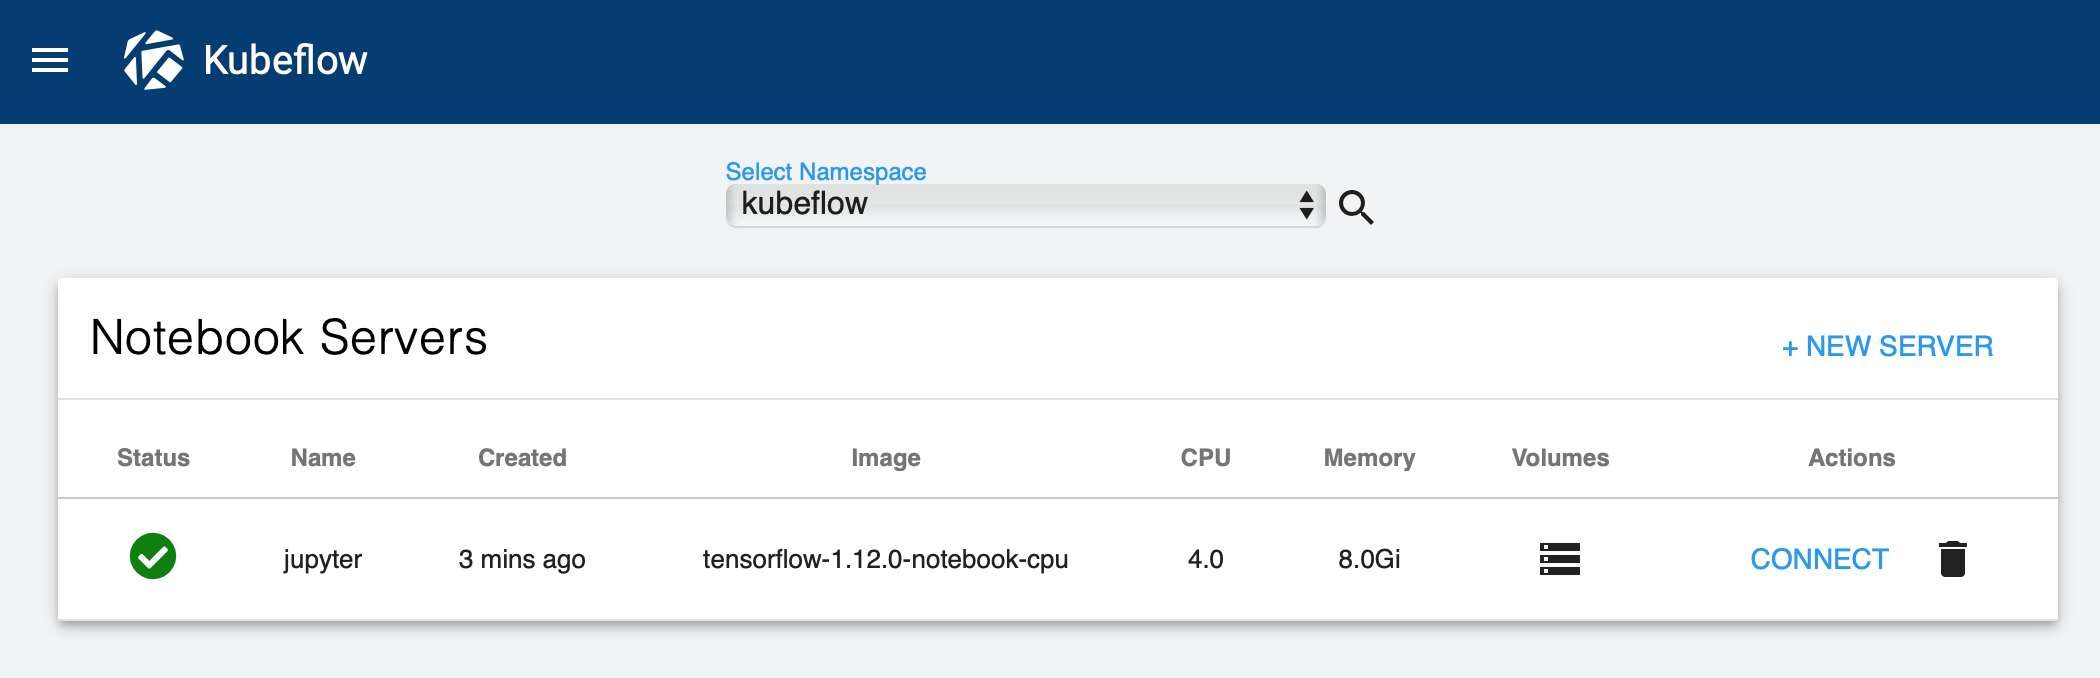 Kubeflow
Select Namespace
kubeflow
Notebook Servers
+ NEW SERVER
Status Name Created Image CPU Memory Volumes Actions
jupyter 3 mins ago tensorflow-1.12.0-notebook-cpu 4.0 8.0Gi CONNECT